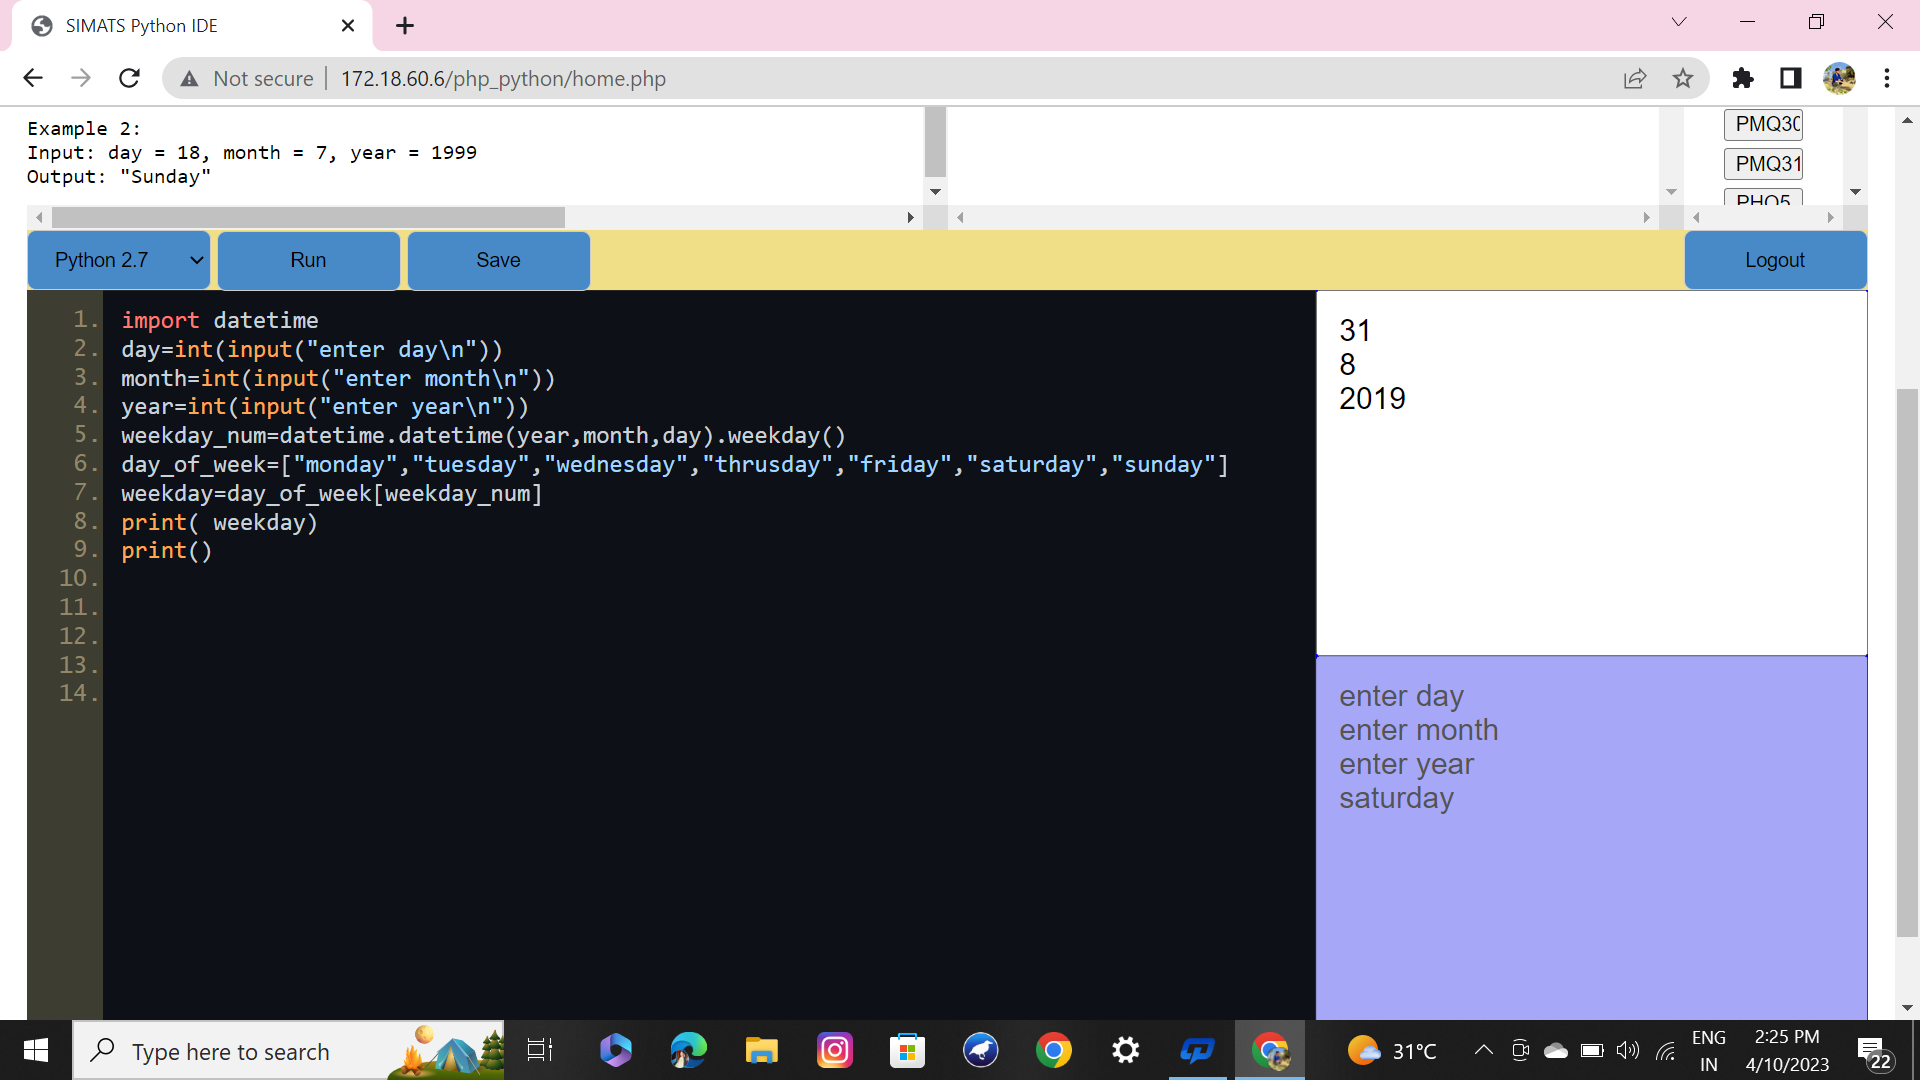 SIMATS Python IDE
Not secure
172.18.60.6/php_python/home.php
Example 2:
Input: day = 18, month = 7, year = 1999
Output: "Sunday"
PMQ30
PMQ31
PHQ5
Python 2.7
Run
Save
Logout
1. import datetime
2. day=int(input("enter day\n"))
3. month=int(input("enter month\n"))
4. year=int(input("enter year\n"))
5. weekday_num=datetime.datetime(year,month,day).weekday()
6. day_of_week=["monday","tuesday","wednesday","thrusday","friday","saturday","sunday"]
7. weekday=day_of_week[weekday_num]
8. print( weekday)
9. print()
10.
11.
12.
13.
14.
31
8
2019
enter day
enter month
enter year
saturday
Type here to search
31°C
ENG
IN
2:25 PM
4/10/2023
22